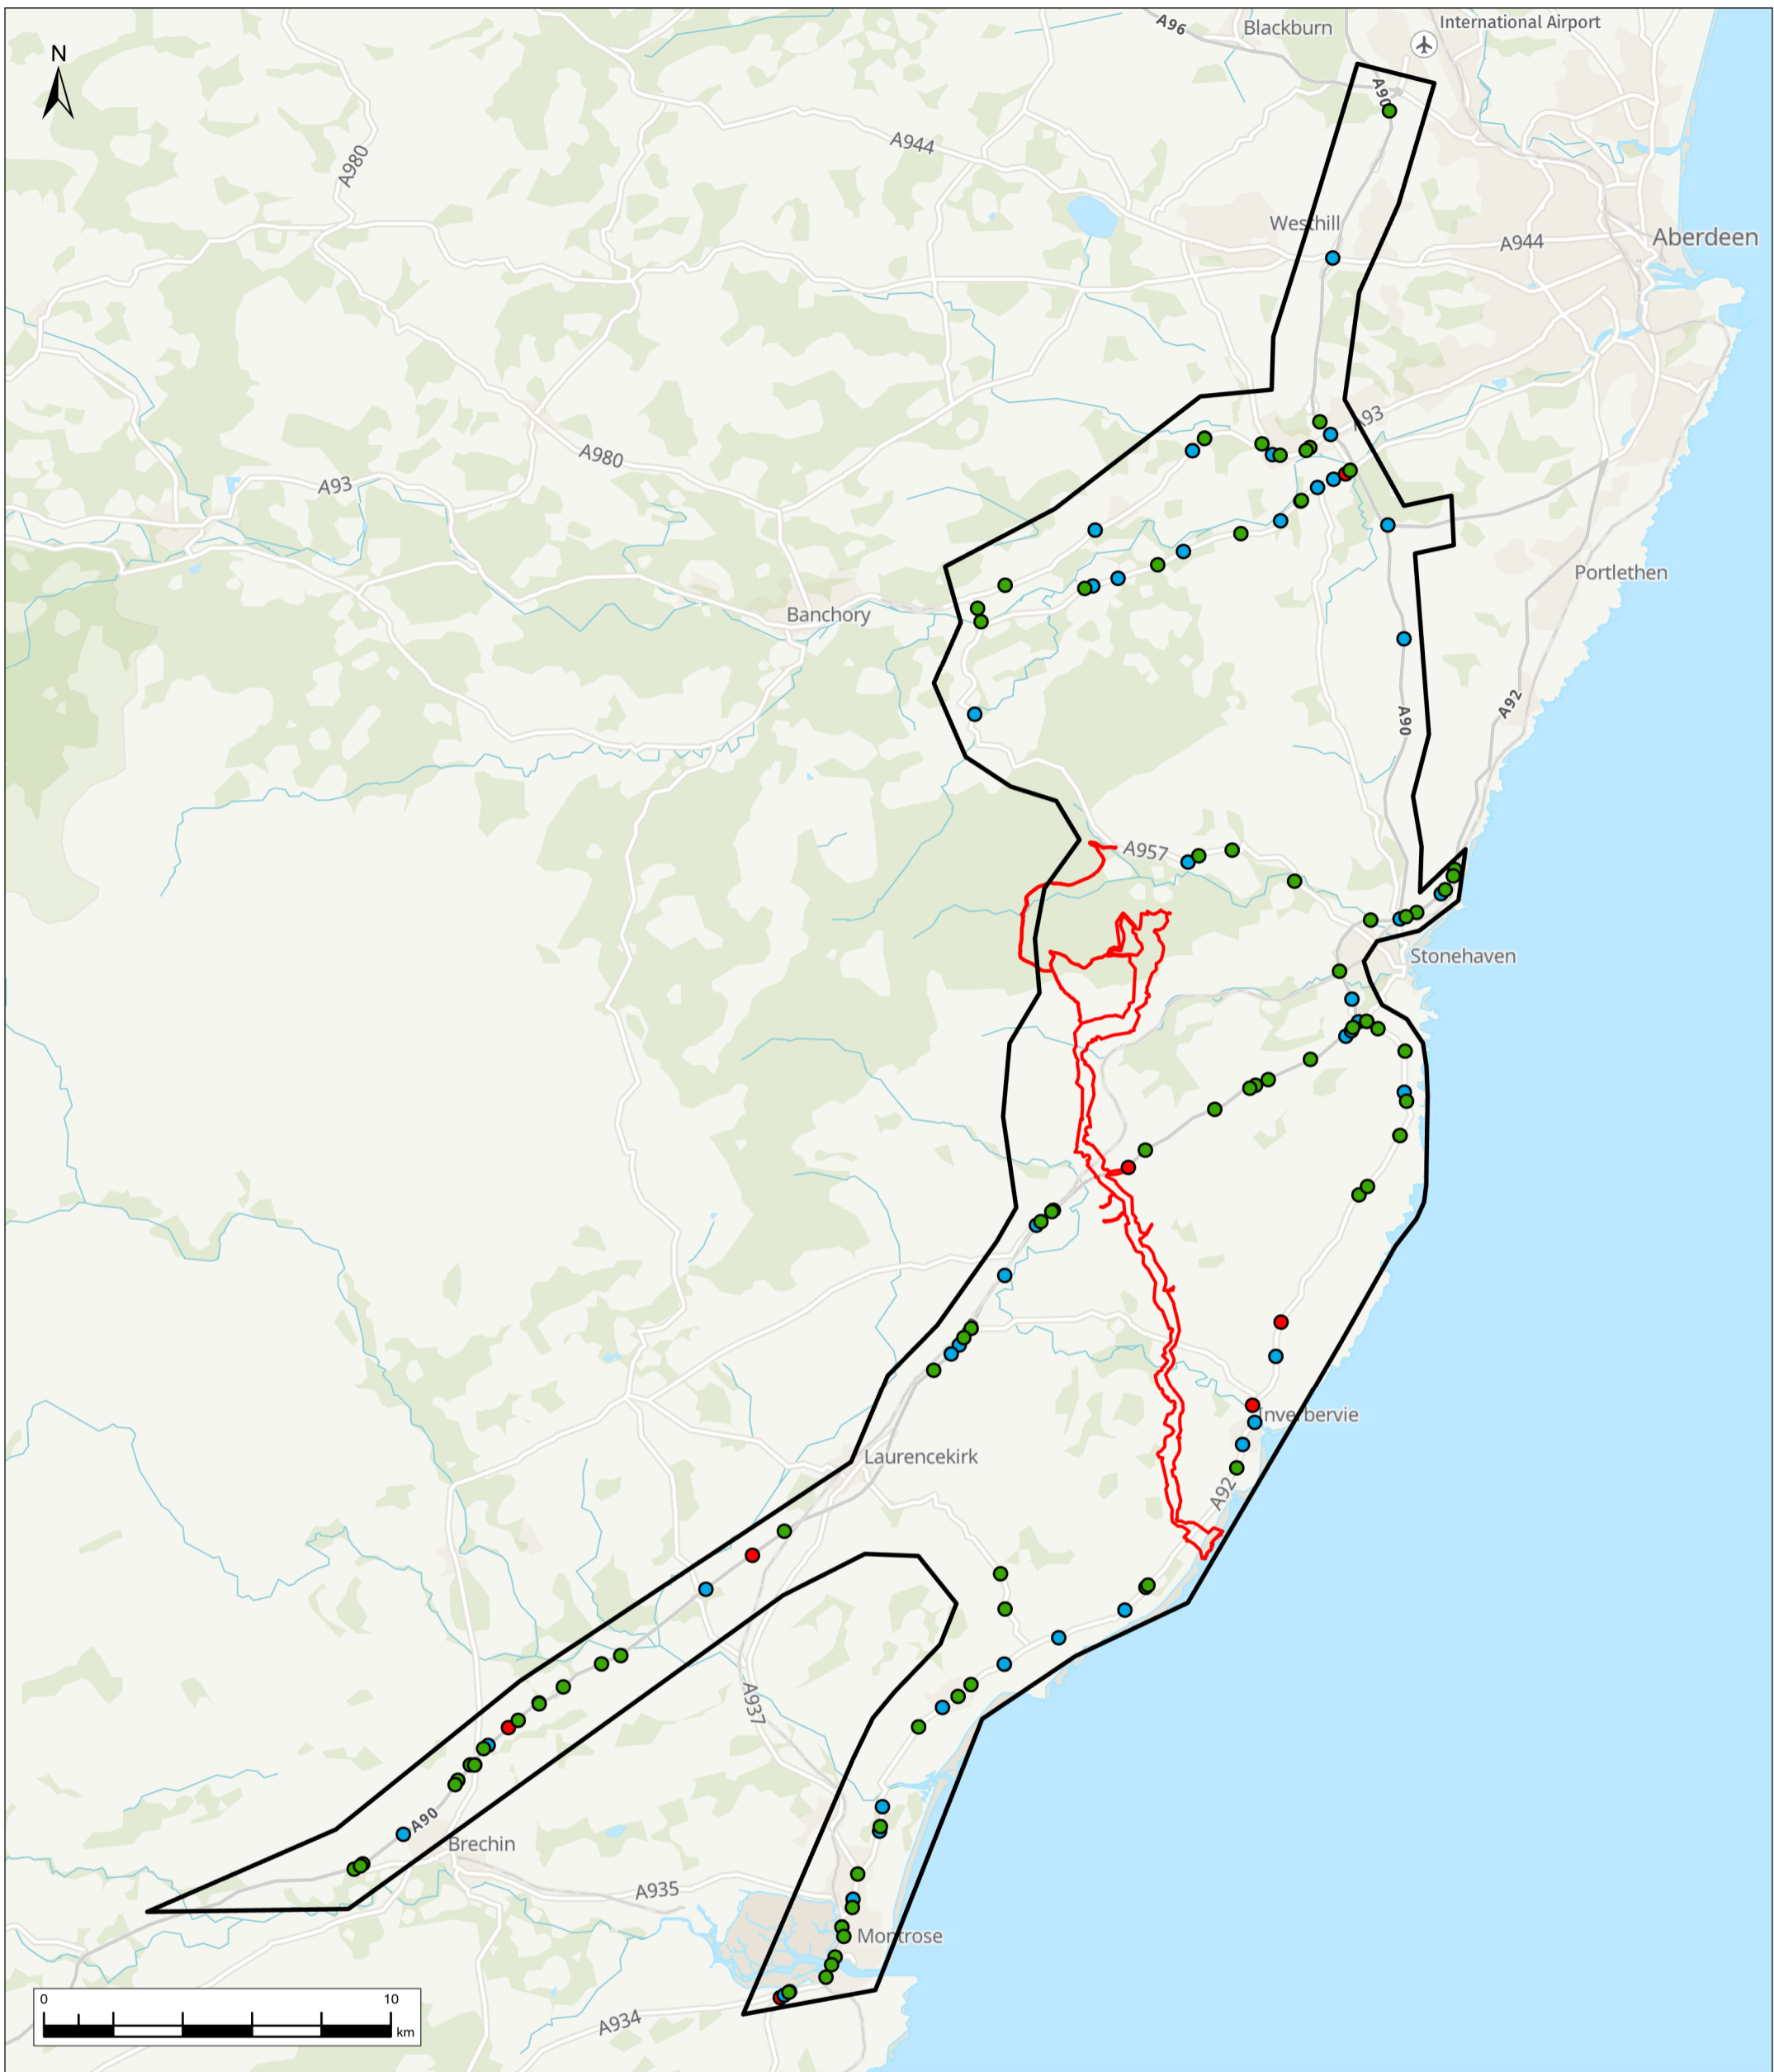 International Airport
A96
Blackburn
N
A90
A944
A980
Westhill
A944
Aberdeen
A93
A980
A93
Portlethen
Banchory
A92
A90
A957
Stonehaven
Inverbervie
Laurencekirk
A92
A937
A90
Brechin
A935
Montrose
0 10
km
A934